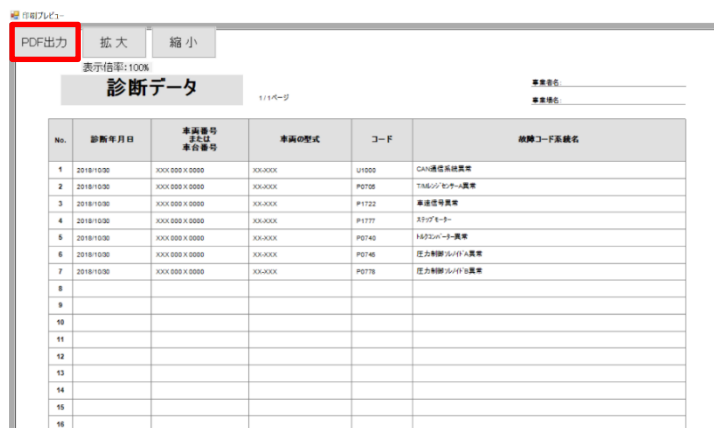 印刷プレビュー
PDF出力 拡大 縮小
表示倍率:100%
診断データ
1/1ページ
事業者名:
事業場名:
No. 診断年月日 車両番号または車台番号 車両の型式 コード 故障コード系統名
1 2018/10/30 XXX 000 X 0000 XX-XXX U1000 CAN通信系統異常
2 2018/10/30 XXX 000 X 0000 XX-XXX P0705 T/MレンジセンサーA異常
3 2018/10/30 XXX 000 X 0000 XX-XXX P1722 車速信号異常
4 2018/10/30 XXX 000 X 0000 XX-XXX P1777 ステップモーター
5 2018/10/30 XXX 000 X 0000 XX-XXX P0740 トルクコンバーター異常
6 2018/10/30 XXX 000 X 0000 XX-XXX P0745 圧力制御ソレノイドA異常
7 2018/10/30 XXX 000 X 0000 XX-XXX P0775 圧力制御ソレノイドB異常
8
9
10
11
12
13
14
15
16